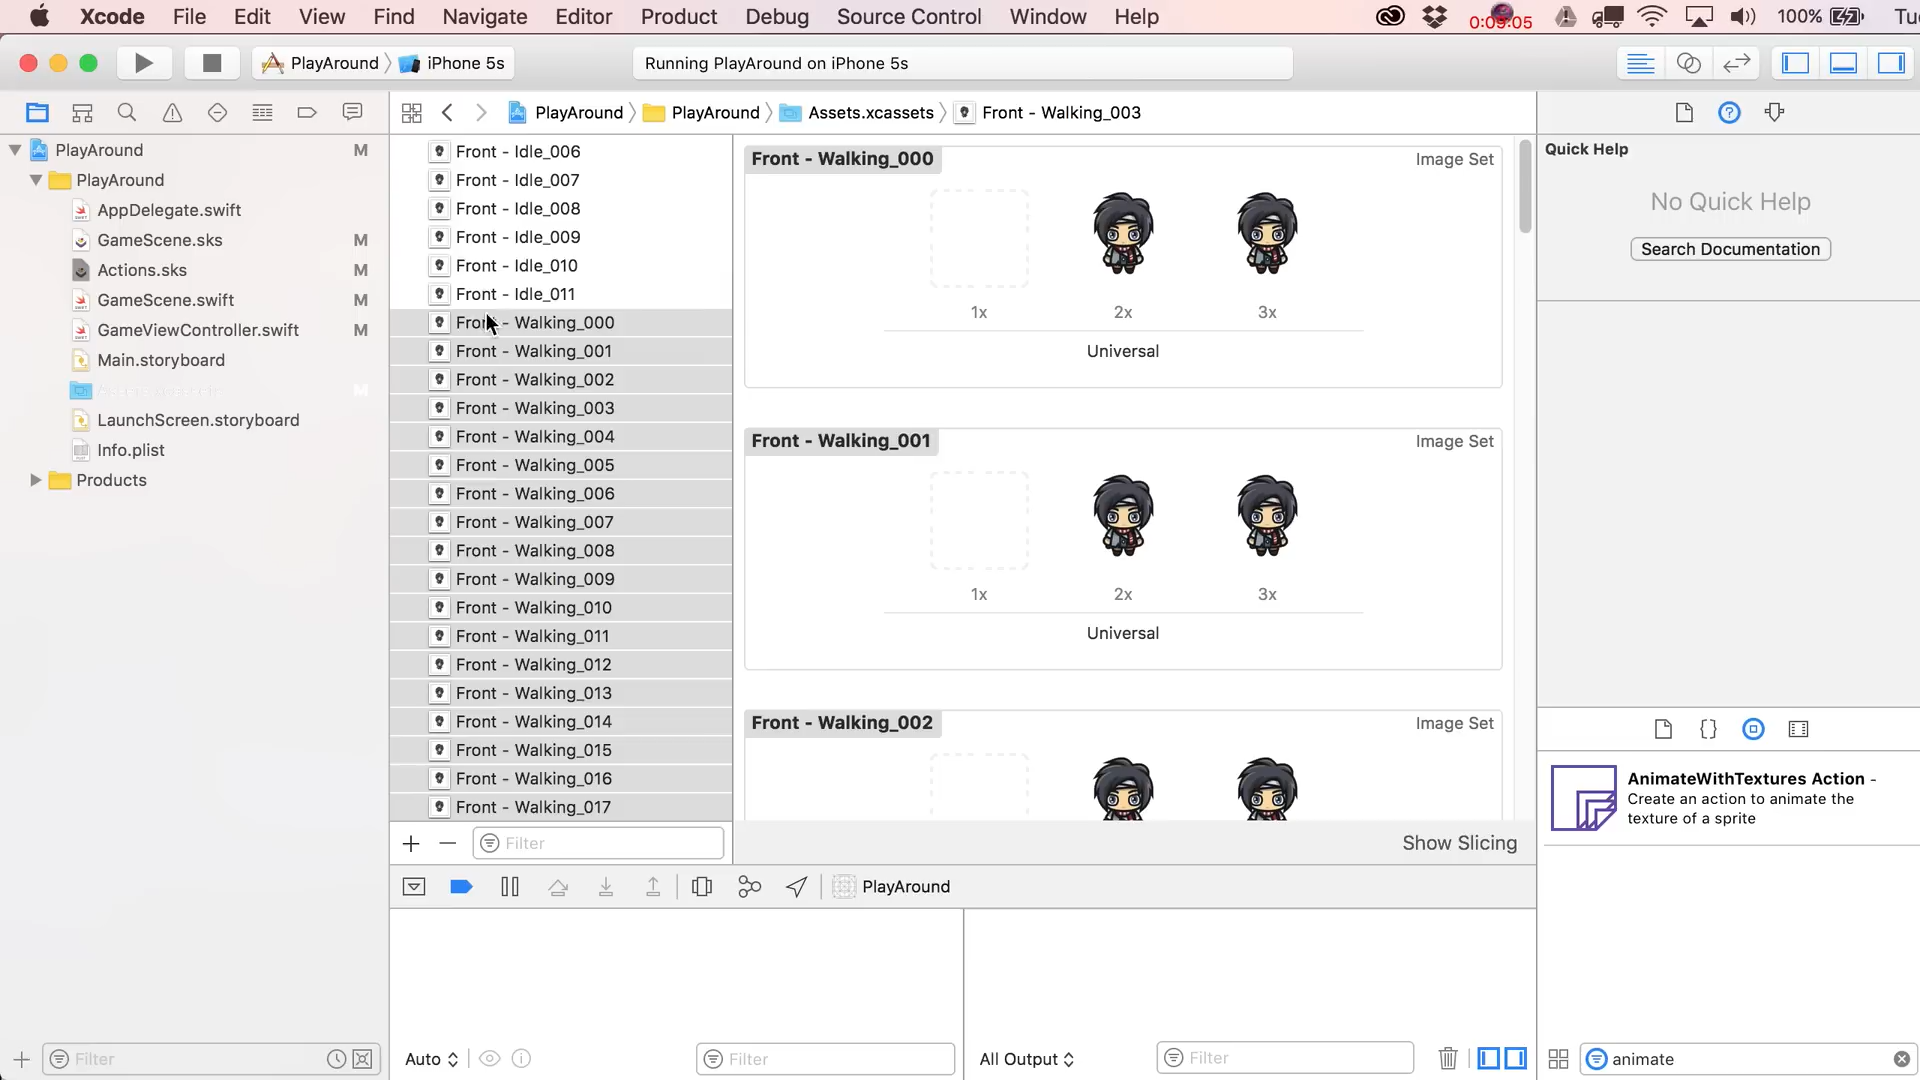 Xcode File Edit View Find Navigate Editor Product Debug Source Control Window Help 0:09:05 100%
PlayAround iPhone 5s Running PlayAround on iPhone 5s
PlayAround PlayAround Assets.xcassets Front - Walking_003
PlayAround M
PlayAround
AppDelegate.swift
GameScene.sks M
Actions.sks M
GameScene.swift M
GameViewController.swift M
Main.storyboard
M
LaunchScreen.storyboard
Info.plist
Products
Filter
Front - Idle_006
Front - Idle_007
Front - Idle_008
Front - Idle_009
Front - Idle_010
Front - Idle_011
Front - Walking_000
Front - Walking_001
Front - Walking_002
Front - Walking_003
Front - Walking_004
Front - Walking_005
Front - Walking_006
Front - Walking_007
Front - Walking_008
Front - Walking_009
Front - Walking_010
Front - Walking_011
Front - Walking_012
Front - Walking_013
Front - Walking_014
Front - Walking_015
Front - Walking_016
Front - Walking_017
Filter
Front - Walking_000 Image Set
1x 2x 3x
Universal
Front - Walking_001 Image Set
1x 2x 3x
Universal
Front - Walking_002 Image Set
Show Slicing
PlayAround
Auto Filter
All Output Filter
Quick Help
No Quick Help
Search Documentation
AnimateWithTextures Action -
Create an action to animate the
texture of a sprite
animate